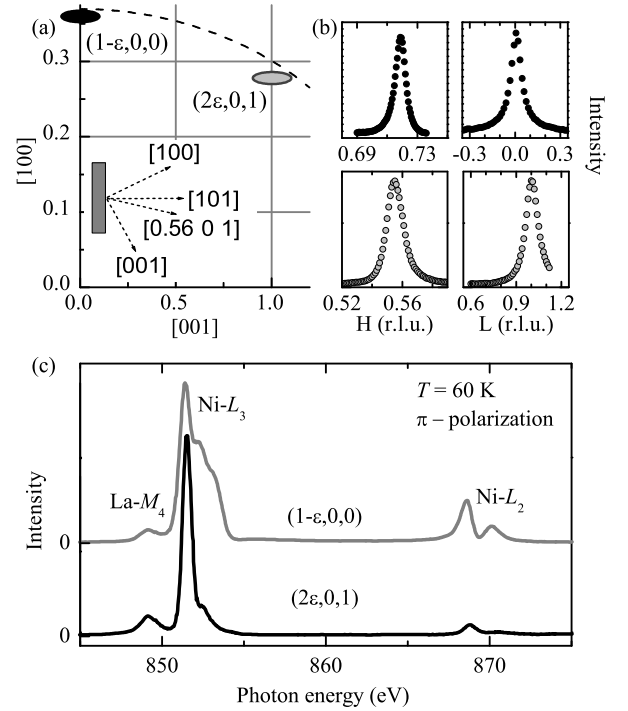 (a)
(1-ε,0,0)
(2ε,0,1)
[100]
0.3
0.2
0.1
0.0
[100]
[101]
[0.56 0 1]
[001]
0.0 0.5 1.0
[001]
(b)
Intensity
0.69 0.73
-0.3 0.0 0.3
0.52 0.56
H (r.l.u.)
0.6 0.9 1.2
L (r.l.u.)
(c)
T = 60 K
π – polarization
Ni-L3
La-M4
(1-ε,0,0)
Ni-L2
(2ε,0,1)
Intensity
0
0
850 860 870
Photon energy (eV)